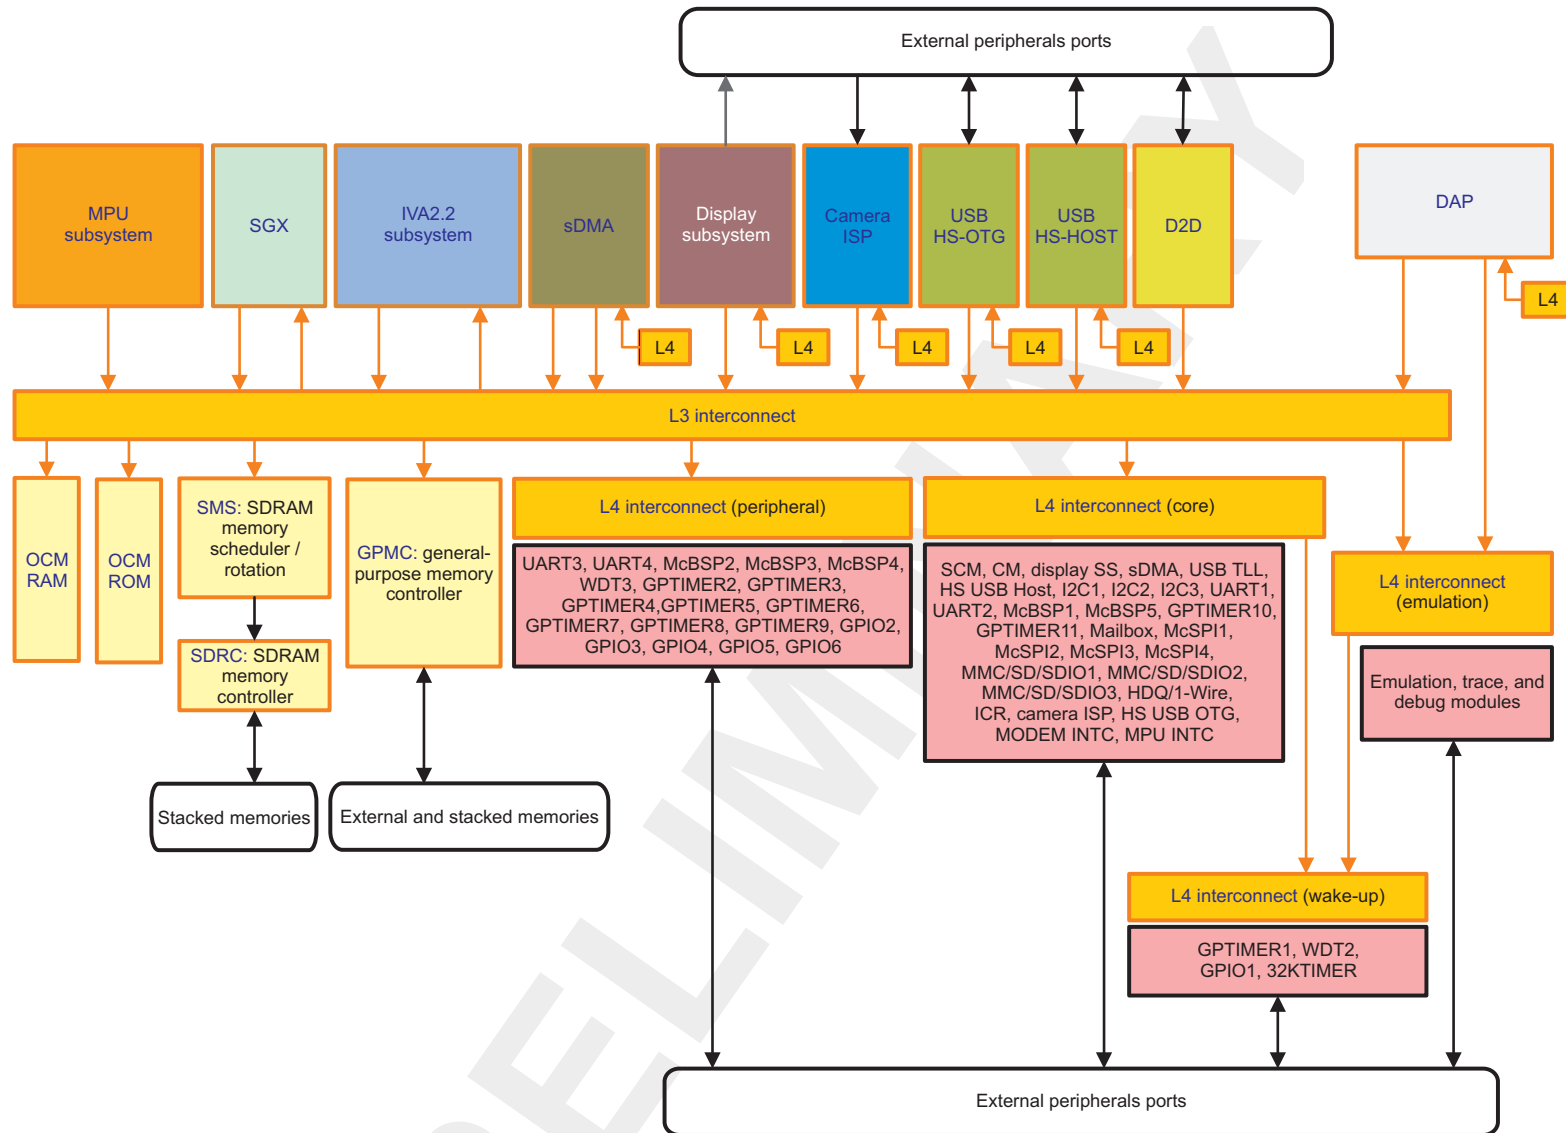 External peripherals ports
MPU
subsystem
SGX
IVA2.2
subsystem
sDMA
Display
subsystem
Camera
ISP
USB
HS-OTG
USB
HS-HOST
D2D
DAP
L4
L4
L4
L4
L4
L4
L3 interconnect
OCM
RAM
OCM
ROM
SMS: SDRAM
memory
scheduler /
rotation
SDRC: SDRAM
memory
controller
GPMC: general-
purpose memory
controller
L4 interconnect (peripheral)
UART3, UART4, McBSP2, McBSP3, McBSP4,
WDT3, GPTIMER2, GPTIMER3,
GPTIMER4,GPTIMER5, GPTIMER6,
GPTIMER7, GPTIMER8, GPTIMER9, GPIO2,
GPIO3, GPIO4, GPIO5, GPIO6
L4 interconnect (core)
SCM, CM, display SS, sDMA, USB TLL,
HS USB Host, I2C1, I2C2, I2C3, UART1,
UART2, McBSP1, McBSP5, GPTIMER10,
GPTIMER11, Mailbox, McSPI1,
McSPI2, McSPI3, McSPI4,
MMC/SD/SDIO1, MMC/SD/SDIO2,
MMC/SD/SDIO3, HDQ/1-Wire,
ICR, camera ISP, HS USB OTG,
MODEM INTC, MPU INTC
L4 interconnect
(emulation)
Emulation, trace, and
debug modules
Stacked memories
External and stacked memories
L4 interconnect (wake-up)
GPTIMER1, WDT2,
GPIO1, 32KTIMER
External peripherals ports
PRELIMINARY